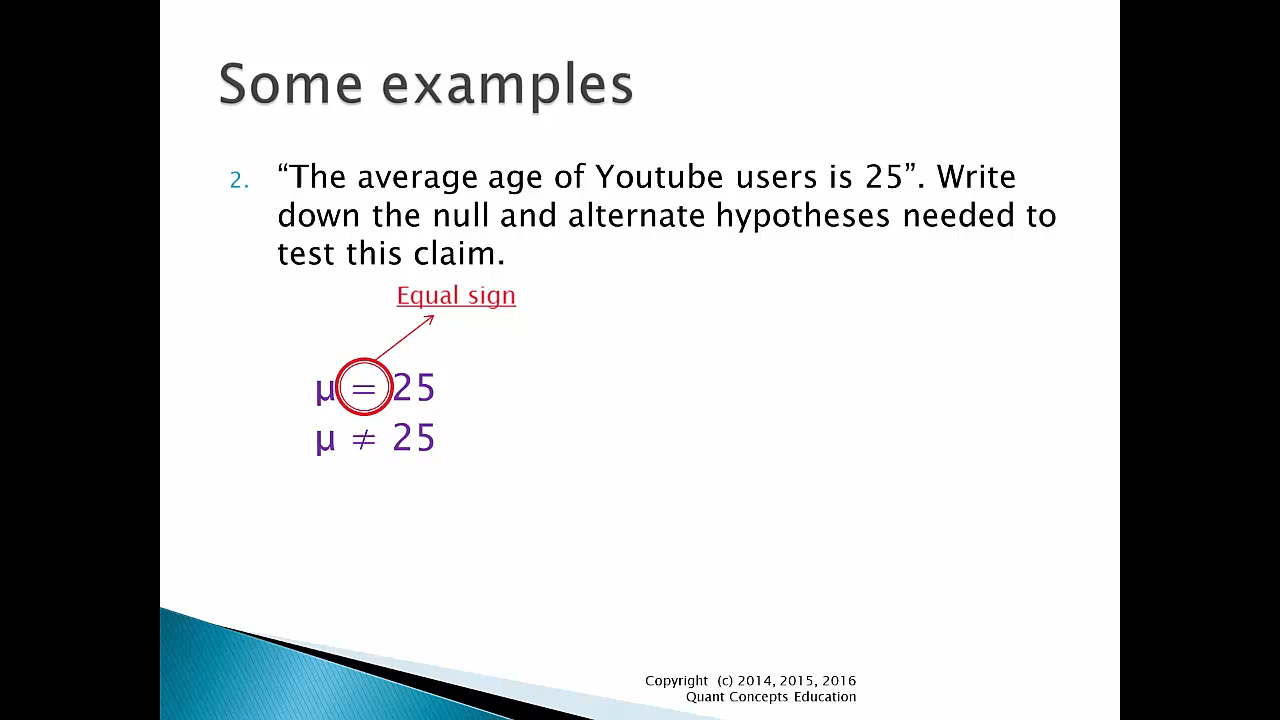 Some examples
2. “The average age of Youtube users is 25”. Write
down the null and alternate hypotheses needed to
test this claim.
Equal sign
μ = 25
μ ≠ 25
Copyright (c) 2014, 2015, 2016
Quant Concepts Education